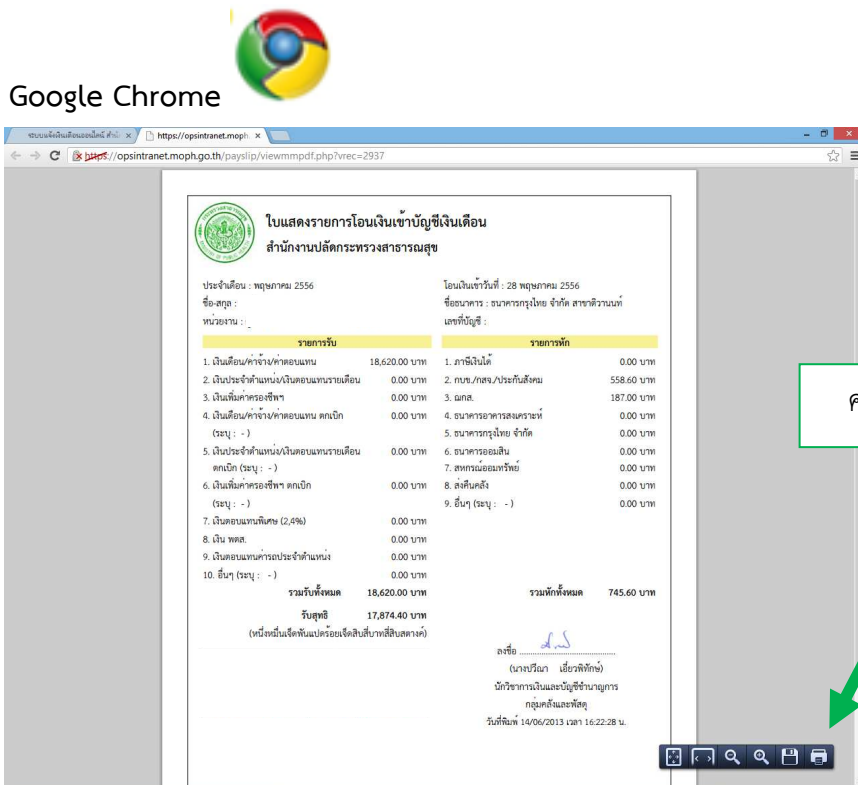 Google Chrome
https://opsintranet.moph.
https://opsintranet.moph.go.th/payslip/viewmmpdf.php?vrec=2937
ใบแสดงรายการโอนเงินเข้าบัญชีเงินเดือน
สำนักงานปลัดกระทรวงสาธารณสุข
ประจำเดือน : พฤษภาคม 2556 โอนเงินเข้าวันที่ : 28 พฤษภาคม 2556
ชื่อ-สกุล : ชื่อธนาคาร : ธนาคารกรุงไทย จำกัด สาขาติวานนท์
หน่วยงาน : เลขที่บัญชี :
รายการรับ รายการหัก
1. เงินเดือน/ค่าจ้าง/ค่าตอบแทน 18,620.00 บาท 1. ภาษีเงินได้ 0.00 บาท
2. เงินประจำตำแหน่ง/เงินตอบแทนรายเดือน 0.00 บาท 2. กบข./กสจ./ประกันสังคม 558.60 บาท
3. เงินเพิ่มค่าครองชีพฯ 0.00 บาท 3. ฌกส. 187.00 บาท
4. เงินเดือน/ค่าจ้าง/ค่าตอบแทน ตกเบิก 0.00 บาท 4. ธนาคารอาคารสงเคราะห์ 0.00 บาท
(ระบุ : - ) 5. ธนาคารกรุงไทย จำกัด 0.00 บาท
5. เงินประจำตำแหน่ง/เงินตอบแทนรายเดือน 0.00 บาท 6. ธนาคารออมสิน 0.00 บาท
ตกเบิก (ระบุ : - ) 7. สหกรณ์ออมทรัพย์ 0.00 บาท
6. เงินเพิ่มค่าครองชีพฯ ตกเบิก 0.00 บาท 8. ส่งคืนคลัง 0.00 บาท
(ระบุ : - ) 9. อื่นๆ (ระบุ : - ) 0.00 บาท
7. เงินตอบแทนพิเศษ (2,4%) 0.00 บาท
8. เงิน พตส. 0.00 บาท
9. เงินตอบแทนค่ารถประจำตำแหน่ง 0.00 บาท
10. อื่นๆ (ระบุ : - ) 0.00 บาท
รวมรับทั้งหมด 18,620.00 บาท รวมหักทั้งหมด 745.60 บาท
รับสุทธิ 17,874.40 บาท
(หนึ่งหมื่นเจ็ดพันแปดร้อยเจ็ดสิบสี่บาทสี่สิบสตางค์)
ลงชื่อ ........................................
(นางปวีณา เอี่ยวพิทักษ์)
นักวิชาการเงินและบัญชีชำนาญการ
กลุ่มคลังและพัสดุ
วันที่พิมพ์ 14/06/2013 เวลา 16:22:28 น.